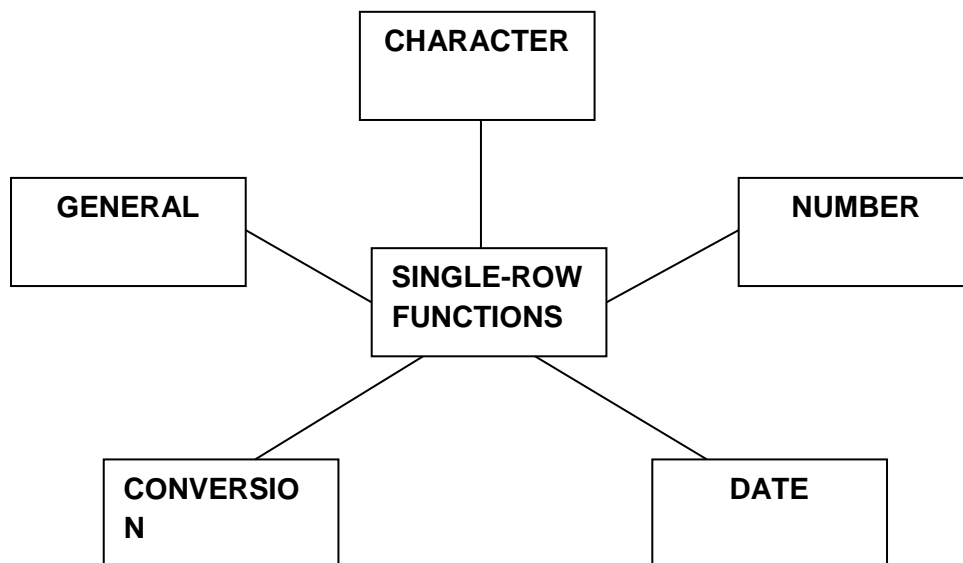 CHARACTER
GENERAL
NUMBER
SINGLE-ROW
FUNCTIONS
CONVERSIO
N
DATE